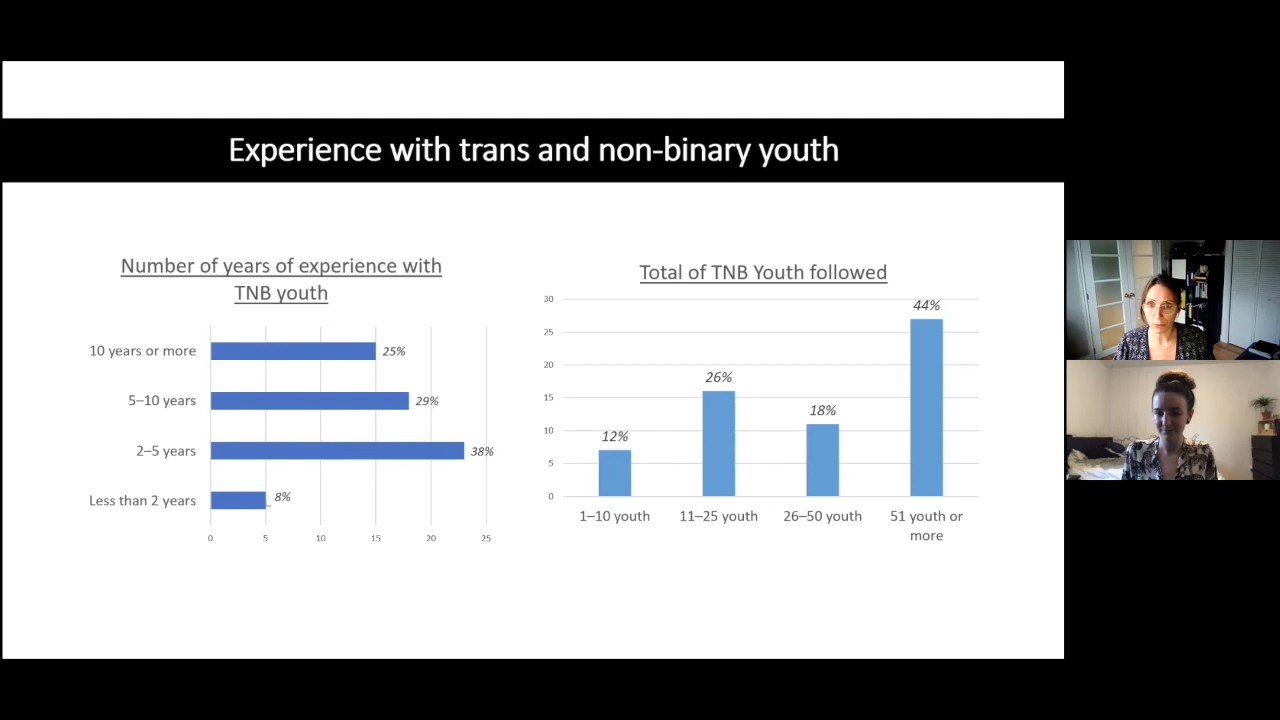 Experience with trans and non-binary youth
Number of years of experience with
TNB youth
10 years or more
25%
5–10 years
29%
2–5 years
38%
Less than 2 years
8%
0 5 10 15 20 25
Total of TNB Youth followed
30
25
20
15
10
5
0
12%
26%
18%
44%
1–10 youth
11–25 youth
26–50 youth
51 youth or
more